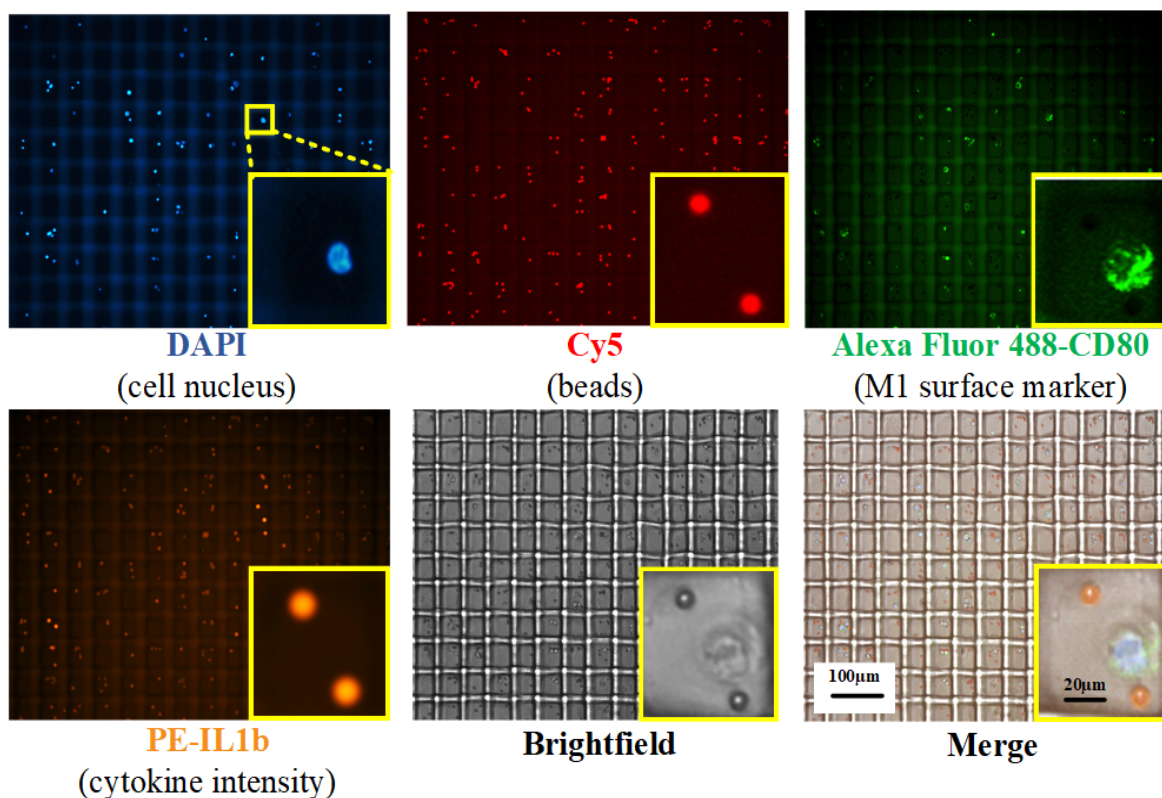 DAPI
(cell nucleus)
Cy5
(beads)
Alexa Fluor 488-CD80
(M1 surface marker)
PE-IL1b
(cytokine intensity)
Brightfield
100µm
20µm
Merge